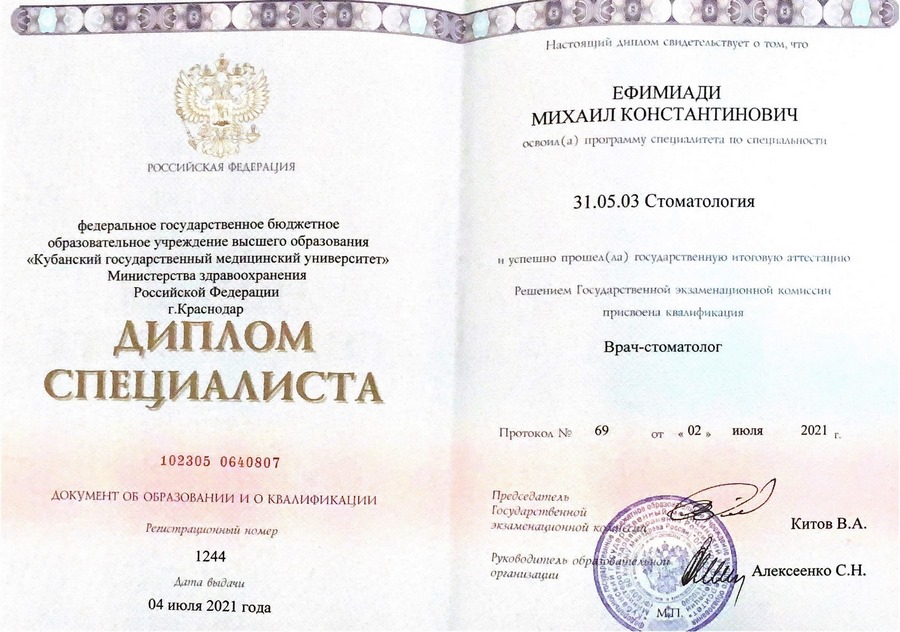 РОССИЙСКАЯ ФЕДЕРАЦИЯ
федеральное государственное бюджетное
образовательное учреждение высшего образования
«Кубанский государственный медицинский университет»
Министерства здравоохранения
Российской Федерации
г.Краснодар
ДИПЛОМ
СПЕЦИАЛИСТА
102305 0640807
ДОКУМЕНТ ОБ ОБРАЗОВАНИИ И О КВАЛИФИКАЦИИ
Регистрационный номер
1244
Дата выдачи
04 июля 2021 года
Настоящий диплом свидетельствует о том, что
ЕФИМИАДИ
МИХАИЛ КОНСТАНТИНОВИЧ
освоил(а) программу специалитета по специальности
31.05.03 Стоматология
и успешно прошел(ла) государственную итоговую аттестацию
Решением Государственной экзаменационной комиссии
присвоена квалификация
Врач-стоматолог
Протокол № 69 от «02» июля 2021 г.
Председатель
Государственной
экзаменационной комиссии
Китов В.А.
Руководитель образовательной
организации
Алексеенко С.Н.
М.П.